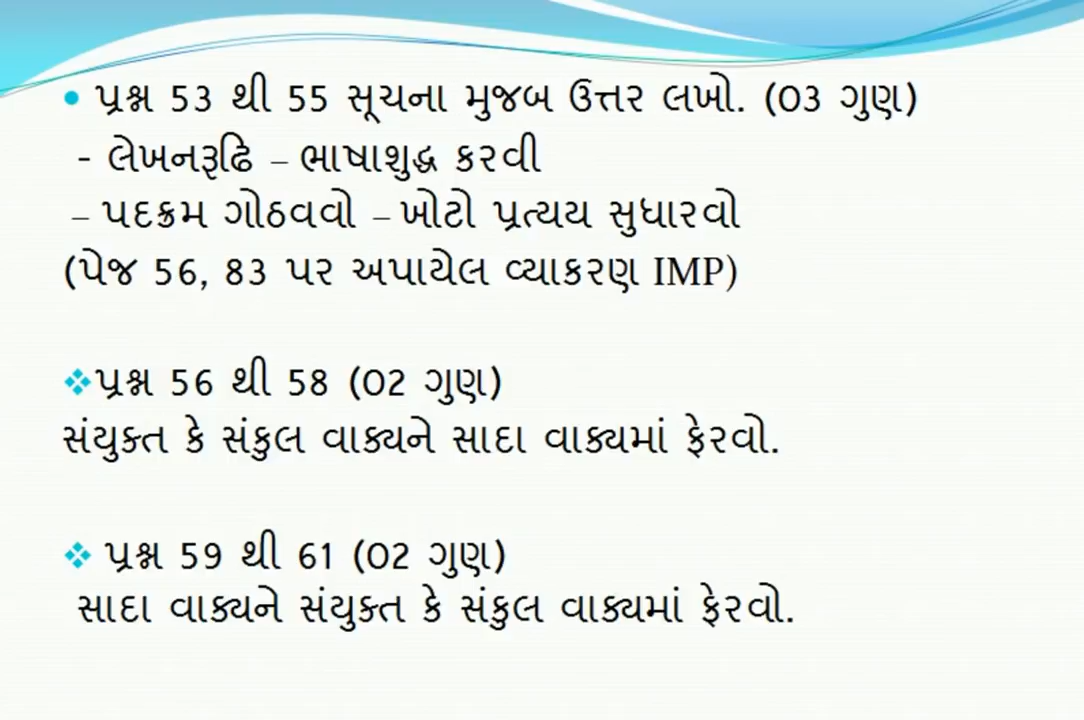 • પ્રશ્ન 53 થી 55 સૂચના મુજબ ઉત્તર લખો. (03 ગુણ)
- લેખનરૂઢિ – ભાષાશુદ્ધ કરવી
– પદક્રમ ગોઠવવો – ખોટો પ્રત્યય સુધારવો
(પેજ 56, 83 પર અપાયેલ વ્યાકરણ IMP)
❖પ્રશ્ન 56 થી 58 (02 ગુણ)
સંયુક્ત કે સંકુલ વાક્યને સાદા વાક્યમાં ફેરવો.
❖ પ્રશ્ન 59 થી 61 (02 ગુણ)
સાદા વાક્યને સંયુક્ત કે સંકુલ વાક્યમાં ફેરવો.